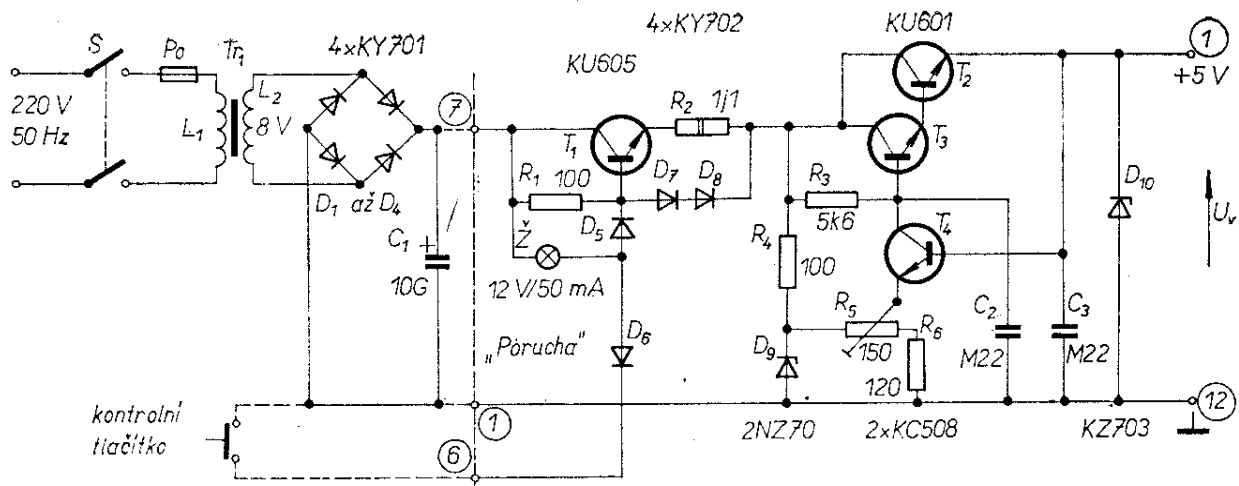 S
Po
Tr₁
4×KY701
220 V
50 Hz
L₁
L₂
8 V
D₁ až D₄
C₁
+
10G
7
KU605
T₁
R₁
100
R₂
1j1
4×KY702
D₇
D₈
D₅
Ž
12 V/50 mA
„Porucha"
D₆
KU601
T₂
T₃
R₃
5k6
R₄
100
T₄
R₅
150
R₆
120
D₉
2NZ70
2×KC508
C₂
M22
C₃
M22
D₁₀
KZ703
1
+5 V
Uᵥ
12
kontrolní
tlačítko
1
6